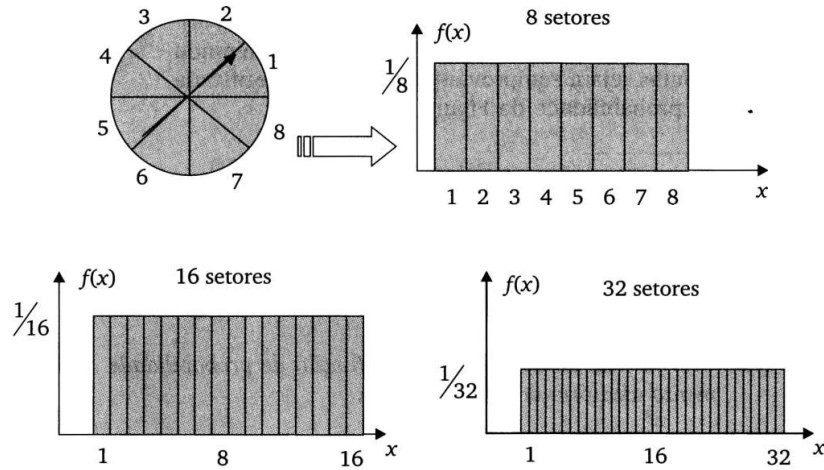 3
2
4
1
5
8
6
7
f(x)
8 setores
1/8
1 2 3 4 5 6 7 8
x
f(x)
16 setores
1/16
1 8 16
x
f(x)
32 setores
1/32
1 16 32
x